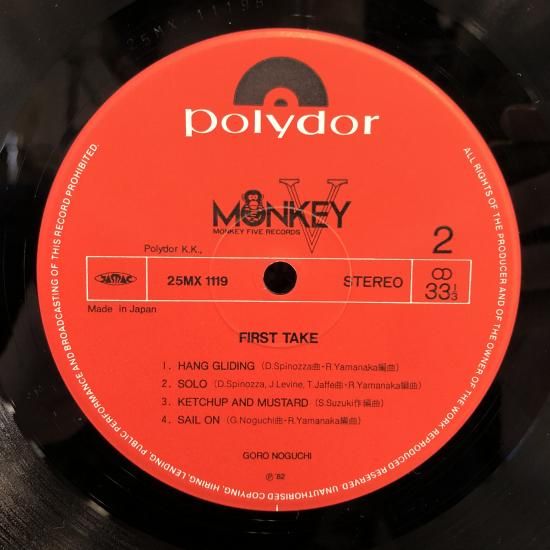 25MX-1119B
polydor
MONKEY V
MONKEY FIVE RECORDS
Polydor K.K.,
2
JASRAC
25MX 1119
STEREO
33 1/3
Made in Japan
FIRST TAKE
1. HANG GLIDING (D.Spinozza曲・R.Yamanaka編曲)
2. SOLO (D.Spinozza, J.Levine, T.Jaffe曲・R.Yamanaka編曲)
3. KETCHUP AND MUSTARD (S.Suzuki作編曲)
4. SAIL ON (G.Noguchi曲・R.Yamanaka編曲)
GORO NOGUCHI
Ⓟ '82
ALL RIGHTS OF THE PRODUCER AND OF THE OWNER OF THE WORK REPRODUCED RESERVED. UNAUTHORISED COPYING, HIRING, LENDING, PUBLIC PERFORMANCE AND BROADCASTING OF THIS RECORD PROHIBITED.